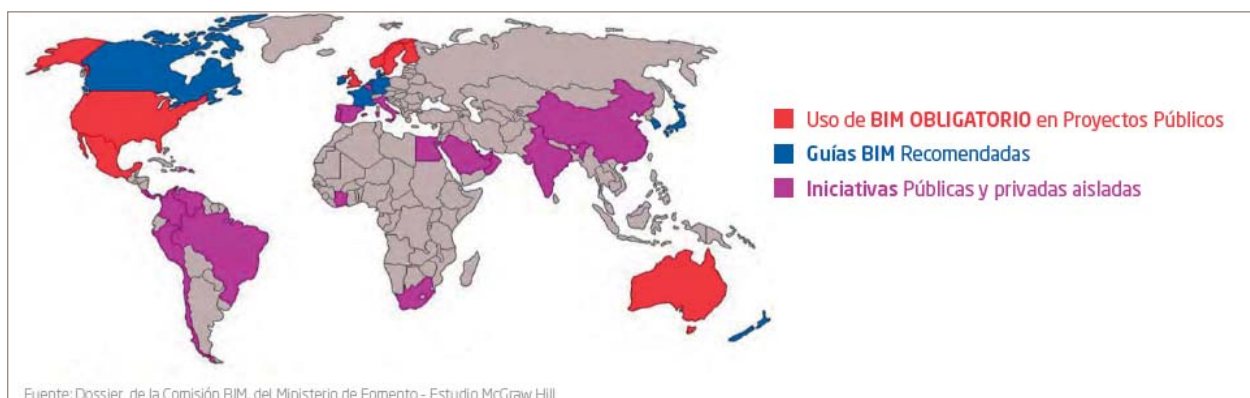 Uso de BIM OBLIGATORIO en Proyectos Públicos
Guías BIM Recomendadas
Iniciativas Públicas y privadas aisladas
Fuente: Dossier de la Comisión BIM, del Ministerio de Fomento - Estudio McGraw Hill